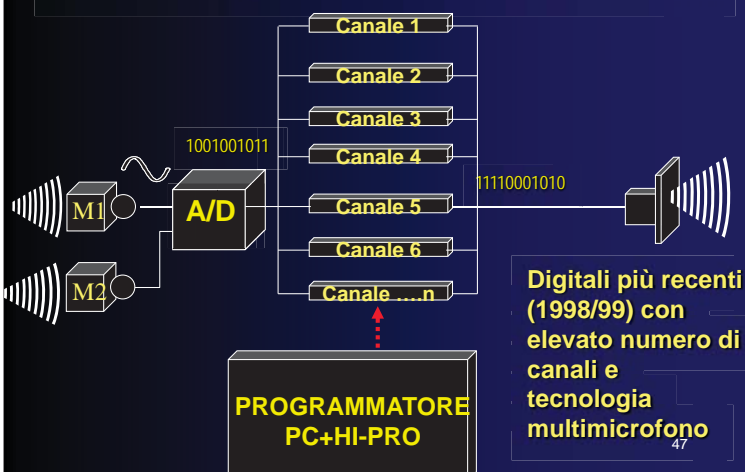 Canale 1
Canale 2
Canale 3
Canale 4
Canale 5
Canale 6
Canale ....n
1001001011
11110001010
M1
M2
A/D
PROGRAMMATORE
PC+HI-PRO
Digitali più recenti
(1998/99) con
elevato numero di
canali e
tecnologia
multimicrofono
47